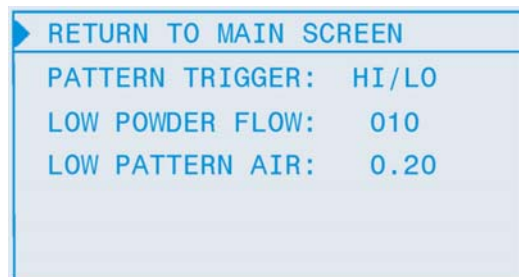 RETURN TO MAIN SCREEN
PATTERN TRIGGER: HI/LO
LOW POWDER FLOW: 010
LOW PATTERN AIR: 0.20